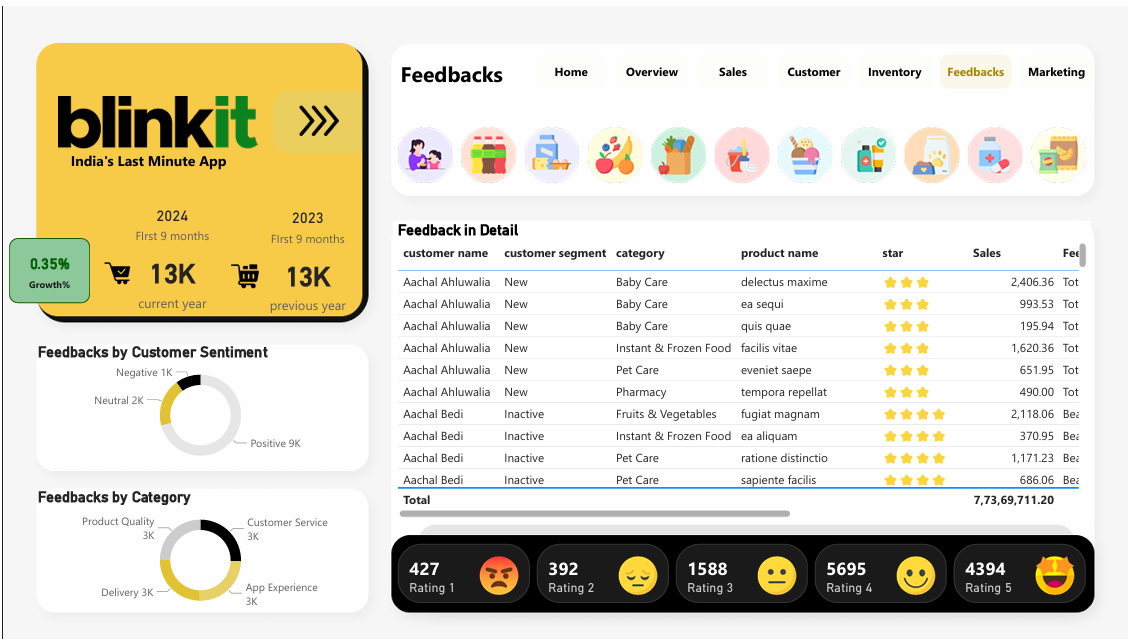 blinkit
India's Last Minute App
2024
FIrst 9 months
13K
current year
2023
FIrst 9 months
13K
previous year
0.35%
Growth%
Feedbacks by Customer Sentiment
Negative 1K
Neutral 2K
Positive 9K
Feedbacks by Category
Product Quality
3K
Customer Service
3K
Delivery 3K
App Experience
3K
Feedbacks
Home Overview Sales Customer Inventory Feedbacks Marketing
Feedback in Detail
customer name customer segment category product name star Sales Fee
Aachal Ahluwalia New Baby Care delectus maxime 2,406.36 Tot
Aachal Ahluwalia New Baby Care ea sequi 993.53 Tot
Aachal Ahluwalia New Baby Care quis quae 195.94 Tot
Aachal Ahluwalia New Instant & Frozen Food facilis vitae 1,620.36 Tot
Aachal Ahluwalia New Pet Care eveniet saepe 651.95 Tot
Aachal Ahluwalia New Pharmacy tempora repellat 490.00 Tot
Aachal Bedi Inactive Fruits & Vegetables fugiat magnam 2,118.06 Bea
Aachal Bedi Inactive Instant & Frozen Food ea aliquam 370.95 Bea
Aachal Bedi Inactive Pet Care ratione distinctio 1,171.23 Bea
Aachal Bedi Inactive Pet Care sapiente facilis 686.06 Bea
Total 7,73,69,711.20
427 392 1588 5695 4394
Rating 1 Rating 2 Rating 3 Rating 4 Rating 5